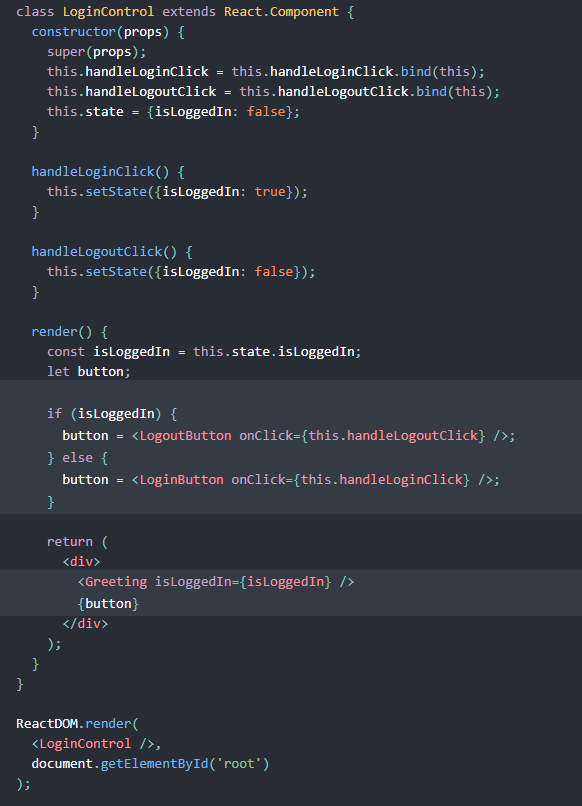 class LoginControl extends React.Component {
  constructor(props) {
    super(props);
    this.handleLoginClick = this.handleLoginClick.bind(this);
    this.handleLogoutClick = this.handleLogoutClick.bind(this);
    this.state = {isLoggedIn: false};
  }

  handleLoginClick() {
    this.setState({isLoggedIn: true});
  }

  handleLogoutClick() {
    this.setState({isLoggedIn: false});
  }

  render() {
    const isLoggedIn = this.state.isLoggedIn;
    let button;

    if (isLoggedIn) {
      button = <LogoutButton onClick={this.handleLogoutClick} />;
    } else {
      button = <LoginButton onClick={this.handleLoginClick} />;
    }

    return (
      <div>
        <Greeting isLoggedIn={isLoggedIn} />
        {button}
      </div>
    );
  }
}

ReactDOM.render(
  <LoginControl />,
  document.getElementById('root')
);